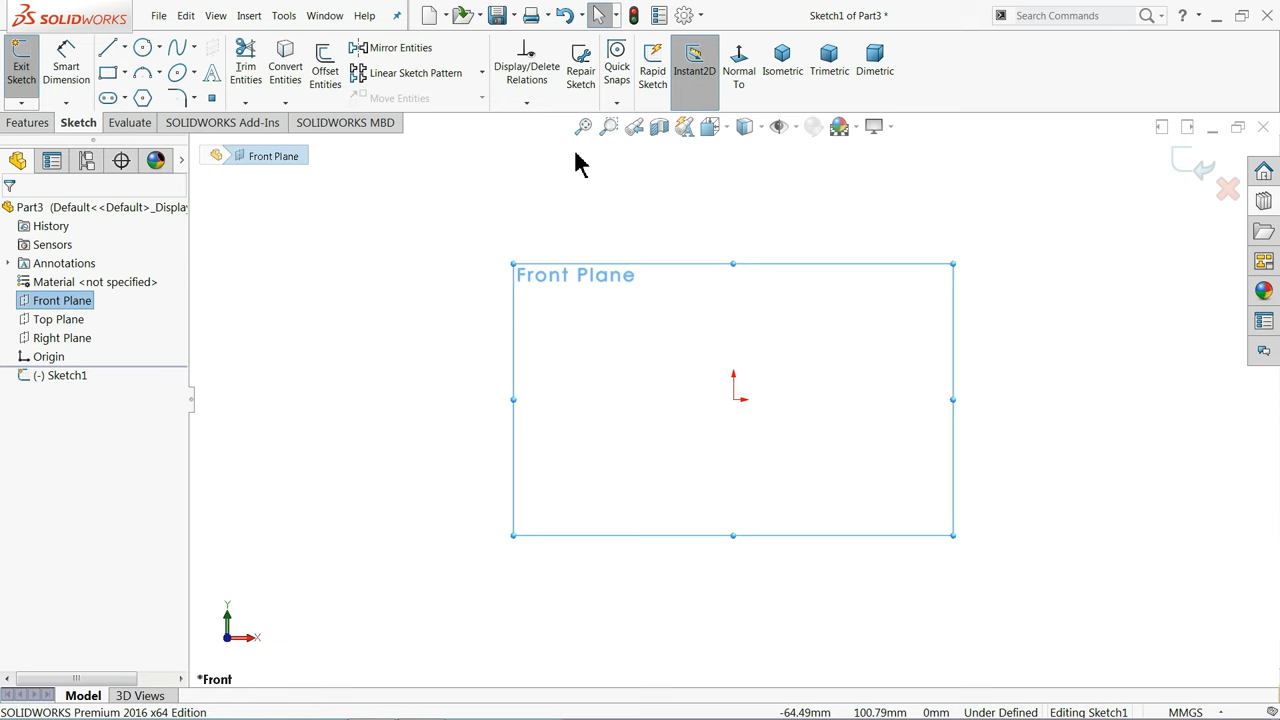 SOLIDWORKS File Edit View Insert Tools Window Help Sketch1 of Part3 * Search Commands ?
Exit Sketch Smart Dimension Trim Entities Convert Entities Offset Entities Mirror Entities Linear Sketch Pattern Move Entities Display/Delete Relations Repair Sketch Quick Snaps Rapid Sketch Instant2D Normal To Isometric Trimetric Dimetric
Features Sketch Evaluate SOLIDWORKS Add-Ins SOLIDWORKS MBD
Front Plane
Part3 (Default<<Default>_Displa
History
Sensors
Annotations
Material <not specified>
Front Plane
Top Plane
Right Plane
Origin
(-) Sketch1
Front Plane
Y
X
*Front
Model 3D Views
SOLIDWORKS Premium 2016 x64 Edition -64.49mm 100.79mm 0mm Under Defined Editing Sketch1 MMGS